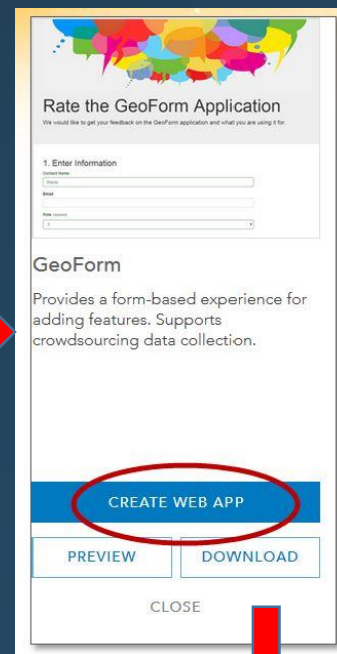 Rate the GeoForm Application
We would like to get your feedback on the GeoForm application and what you are using it for.
1. Enter Information
Contact Name
Email
Rate (required)
5
GeoForm
Provides a form-based experience for
adding features. Supports
crowdsourcing data collection.
CREATE WEB APP
PREVIEW
DOWNLOAD
CLOSE